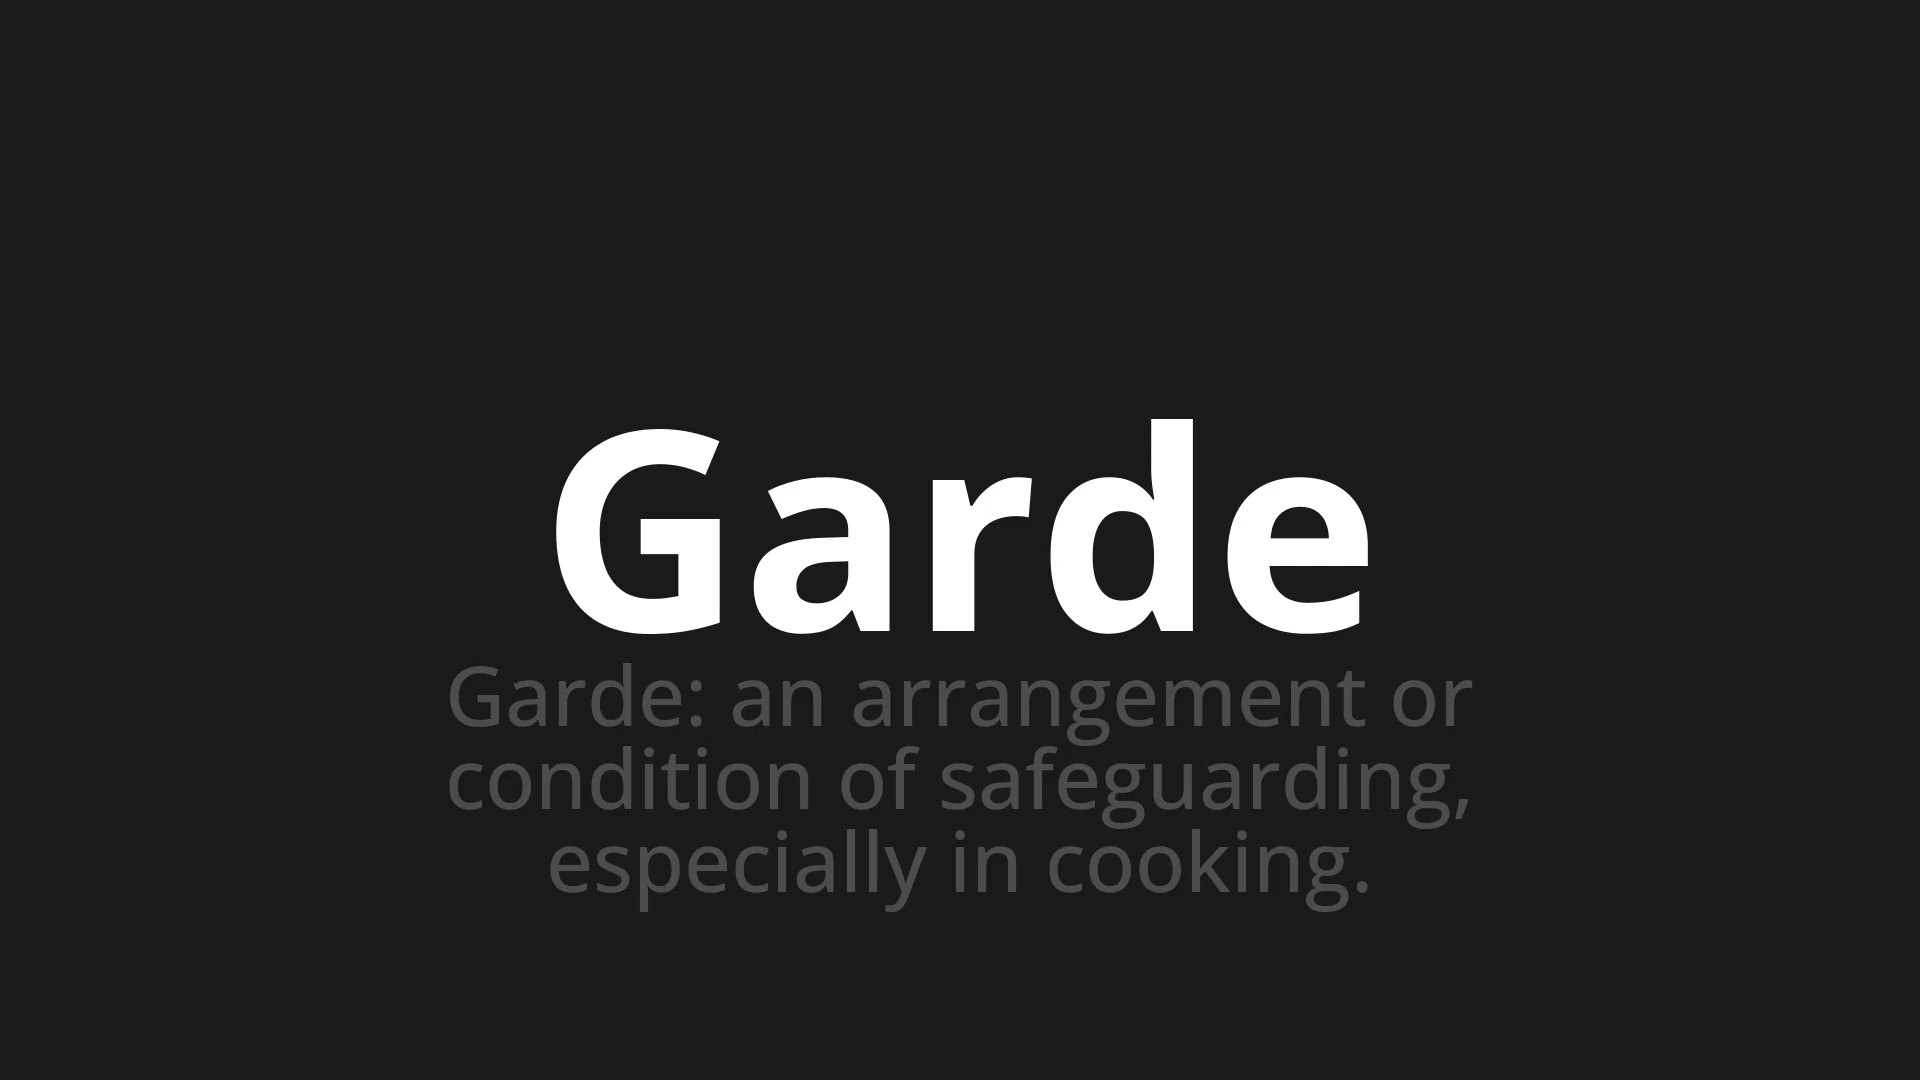 Garde
Garde: an arrangement or
condition of safeguarding,
especially in cooking.